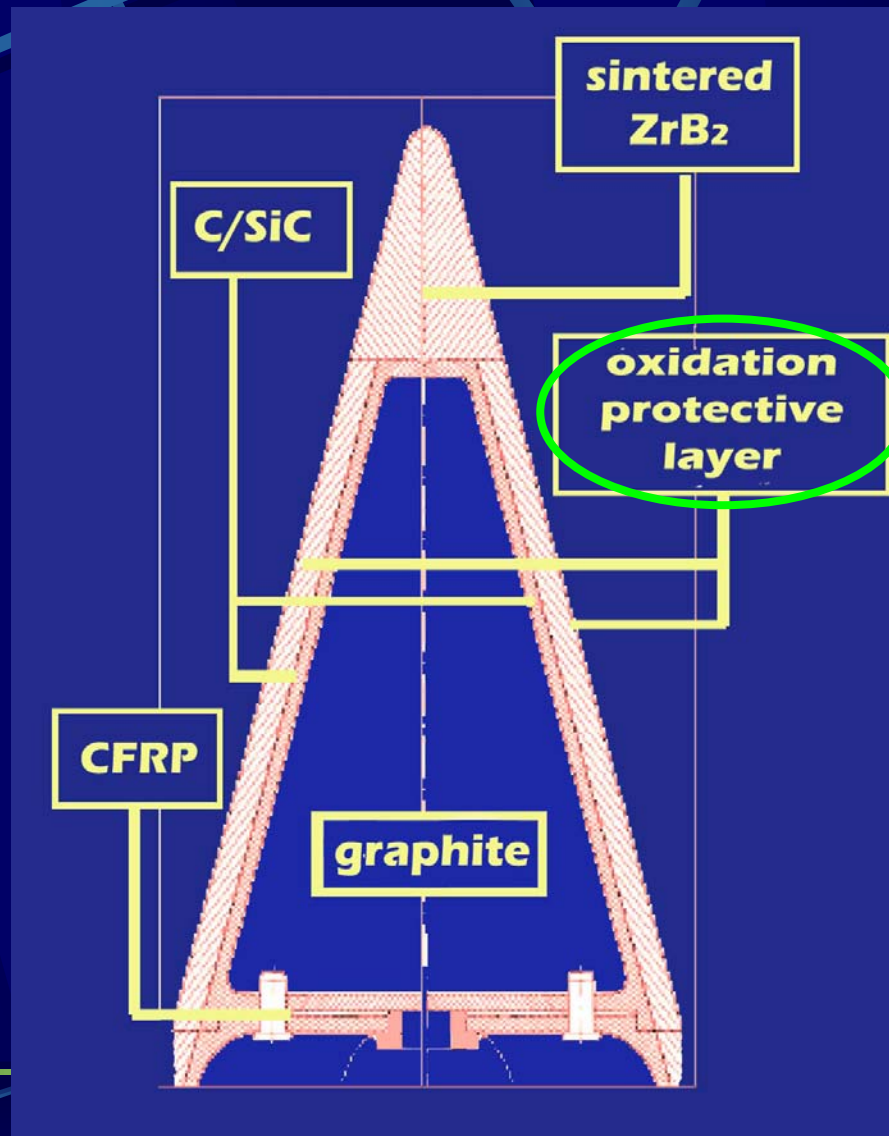 sintered
ZrB₂
C/SiC
oxidation
protective
layer
CFRP
graphite